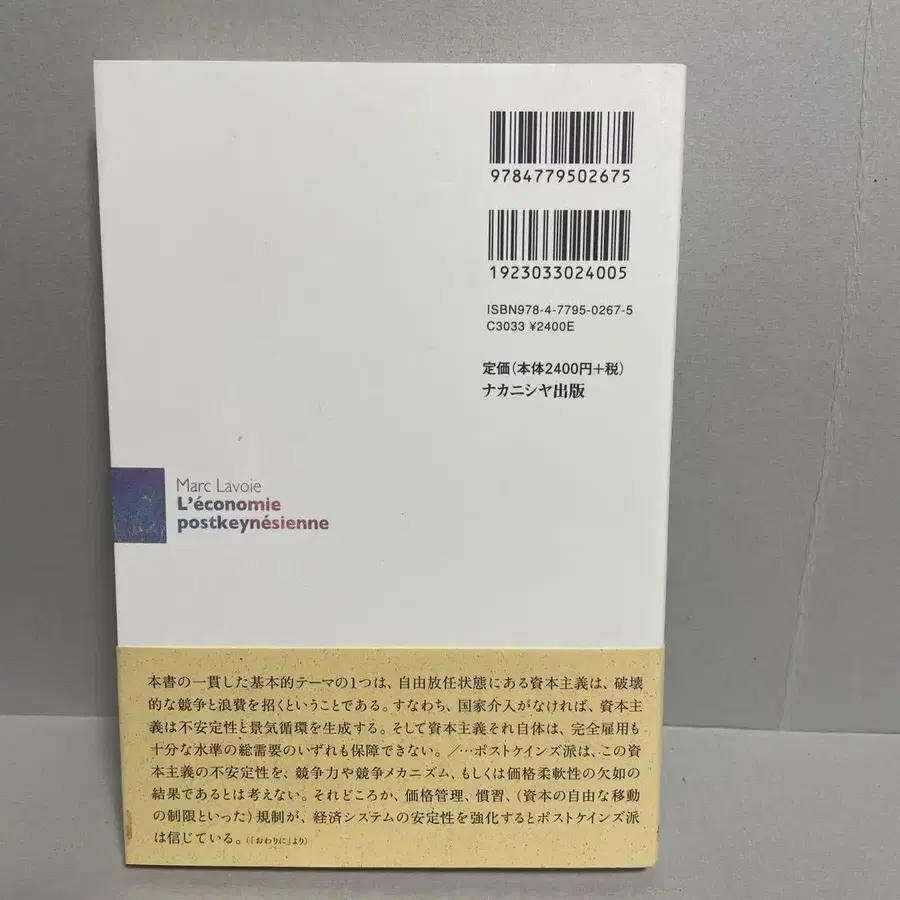 9784779502675
1923033024005
ISBN978-4-7795-0267-5
C3033 ¥2400E
定価(本体2400円+税)
ナカニシヤ出版
Marc Lavoie
L'économie
postkeynésienne
本書の一貫した基本的テーマの1つは、自由放任状態にある資本主義は、破壊
的な競争と浪費を招くということである。すなわち、国家介入がなければ、資本主
義は不安定性と景気循環を生成する。そして資本主義それ自体は、完全雇用も
十分な水準の総需要のいずれも保障できない。/…ポストケインズ派は、この資
本主義の不安定性を、競争力や競争メカニズム、もしくは価格柔軟性の欠如の
結果であるとは考えない。それどころか、価格管理、慣習、(資本の自由な移動
の制限といった)規制が、経済システムの安定性を強化するとポストケインズ派
は信じている。(「おわりに」より)